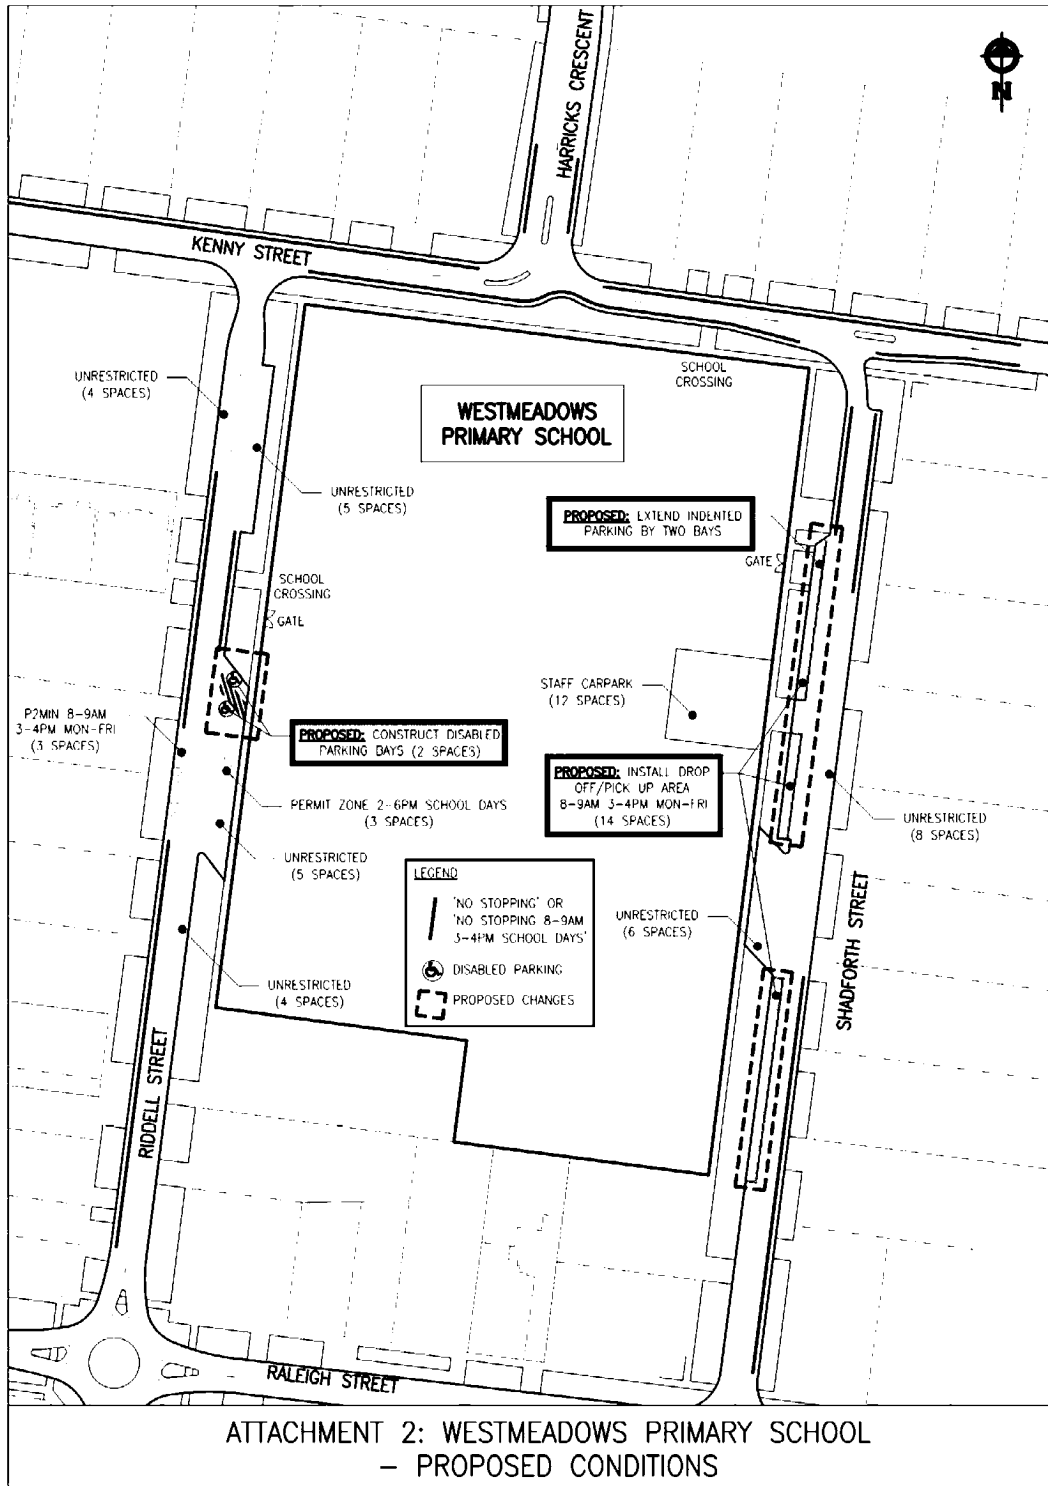 HARRICKS CRESCENT
N
KENNY STREET
SCHOOL
CROSSING
UNRESTRICTED
(4 SPACES)
WESTMEADOWS
PRIMARY SCHOOL
UNRESTRICTED
(5 SPACES)
PROPOSED: EXTEND INDENTED
PARKING BY TWO BAYS
GATE
SCHOOL
CROSSING
GATE
STAFF CARPARK
(12 SPACES)
P2MIN 8-9AM
3-4PM MON-FRI
(3 SPACES)
PROPOSED: CONSTRUCT DISABLED
PARKING BAYS (2 SPACES)
PROPOSED: INSTALL DROP
OFF/PICK UP AREA
8-9AM 3-4PM MON-FRI
(14 SPACES)
PERMIT ZONE 2-6PM SCHOOL DAYS
(3 SPACES)
UNRESTRICTED
(8 SPACES)
UNRESTRICTED
(5 SPACES)
LEGEND
'NO STOPPING' OR
'NO STOPPING 8-9AM
3-4PM SCHOOL DAYS'
DISABLED PARKING
PROPOSED CHANGES
UNRESTRICTED
(6 SPACES)
SHADFORTH STREET
UNRESTRICTED
(4 SPACES)
RIDDELL STREET
RALEIGH STREET
ATTACHMENT 2: WESTMEADOWS PRIMARY SCHOOL
– PROPOSED CONDITIONS